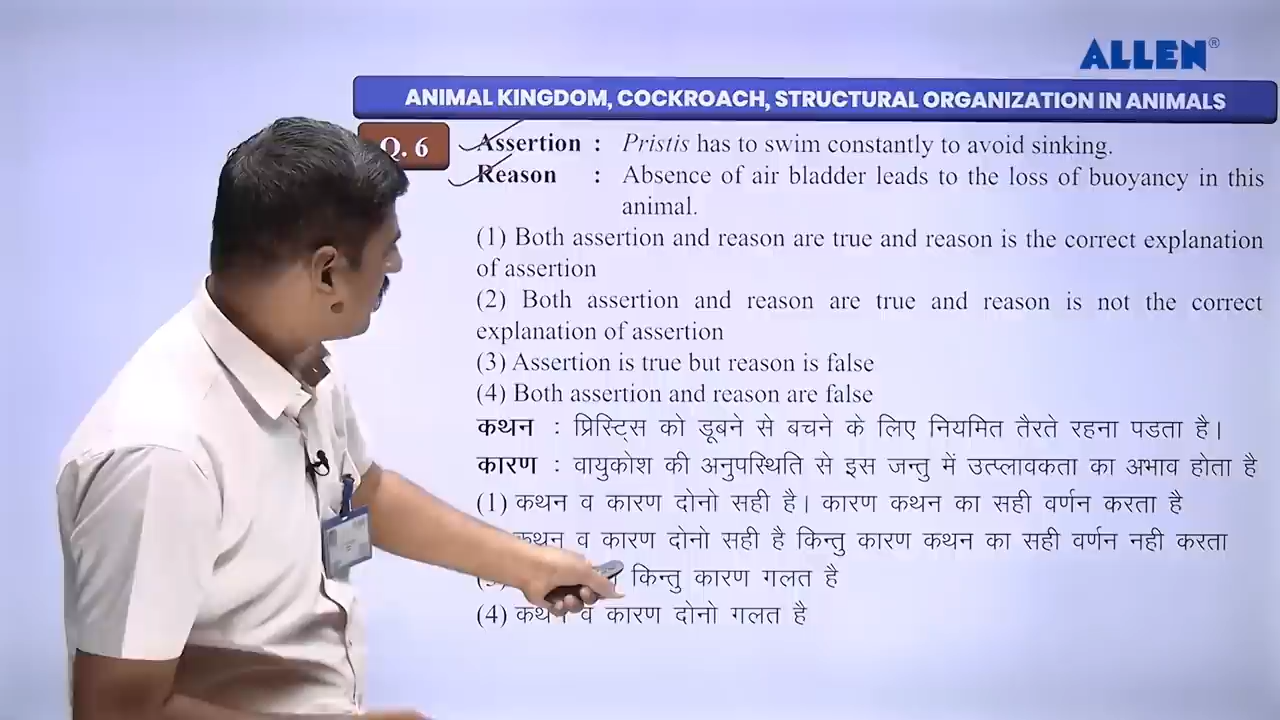 ALLEN®
ANIMAL KINGDOM, COCKROACH, STRUCTURAL ORGANIZATION IN ANIMALS
Q. 6
Assertion : Pristis has to swim constantly to avoid sinking.
Reason : Absence of air bladder leads to the loss of buoyancy in this
animal.
(1) Both assertion and reason are true and reason is the correct explanation
of assertion
(2) Both assertion and reason are true and reason is not the correct
explanation of assertion
(3) Assertion is true but reason is false
(4) Both assertion and reason are false
कथन : प्रिस्टिस को डूबने से बचने के लिए नियमित तैरते रहना पडता है।
कारण : वायुकोश की अनुपस्थिति से इस जन्तु में उत्प्लावकता का अभाव होता है
(1) कथन व कारण दोनो सही है। कारण कथन का सही वर्णन करता है
कथन व कारण दोनो सही है किन्तु कारण कथन का सही वर्णन नही करता
किन्तु कारण गलत है
(4) कथन व कारण दोनो गलत है